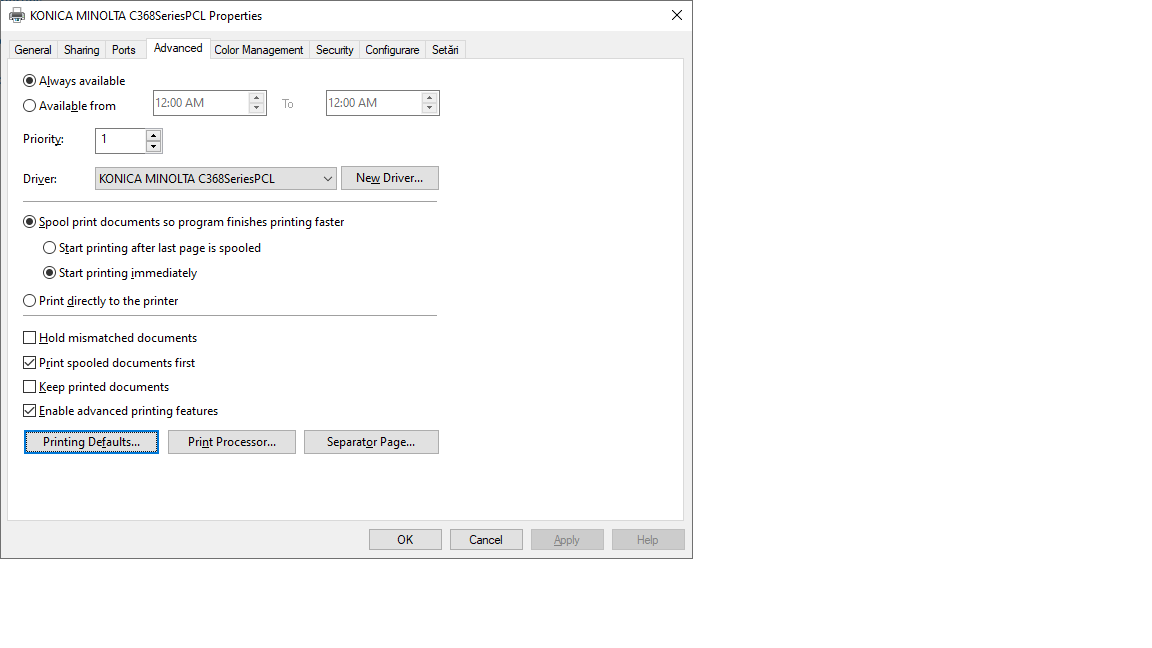 KONICA MINOLTA C368SeriesPCL Properties
General Sharing Ports Advanced Color Management Security Configurare Setări
Always available
Available from 12:00 AM To 12:00 AM
Priority: 1
Driver: KONICA MINOLTA C368SeriesPCL New Driver...
Spool print documents so program finishes printing faster
Start printing after last page is spooled
Start printing immediately
Print directly to the printer
Hold mismatched documents
Print spooled documents first
Keep printed documents
Enable advanced printing features
Printing Defaults... Print Processor... Separator Page...
OK Cancel Apply Help